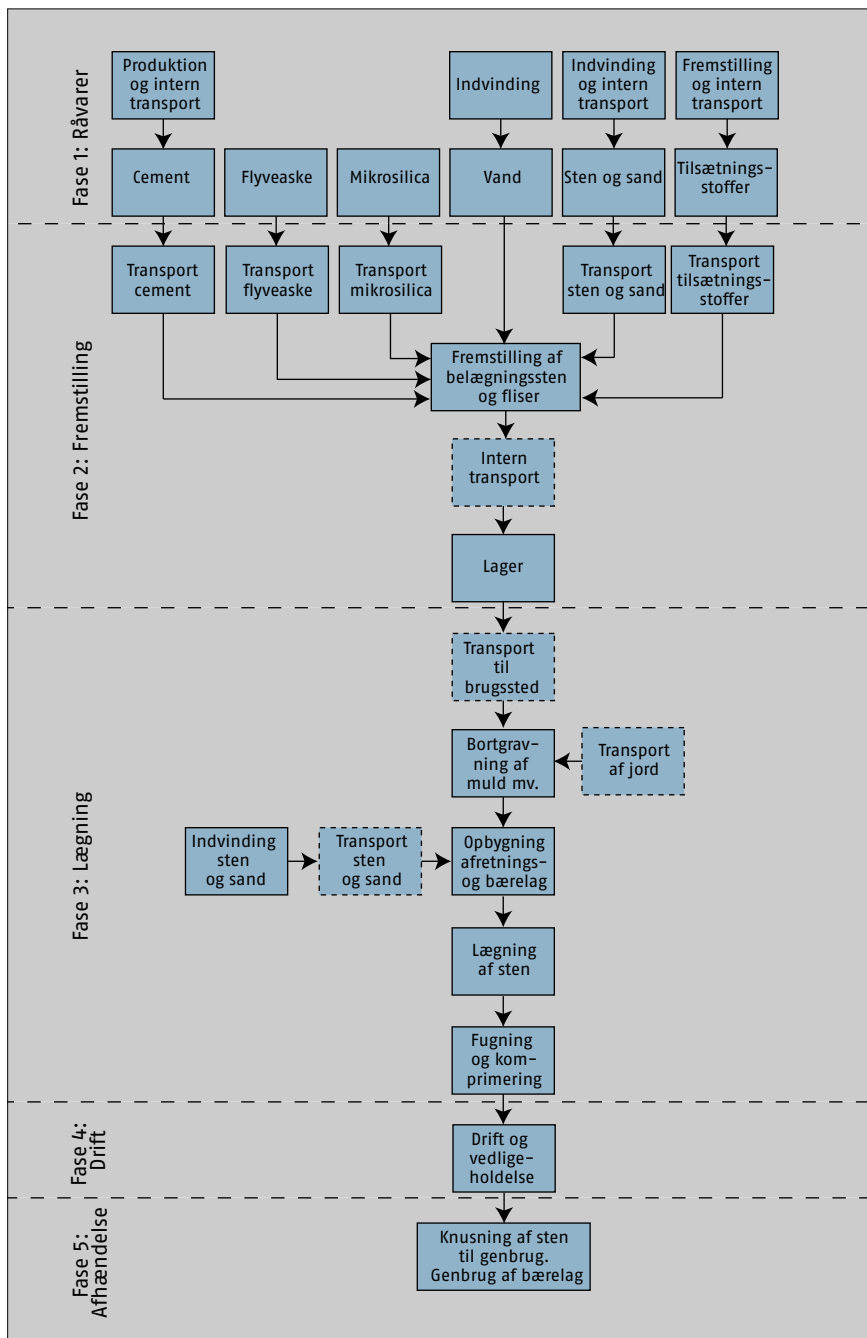 Fase 1: Råvarer
Produktion
og intern
transport
Indvinding
Indvinding
og intern
transport
Fremstilling
og intern
transport
Cement
Flyveaske
Mikrosilica
Vand
Sten og sand
Tilsætnings-
stoffer
Fase 2: Fremstilling
Transport
cement
Transport
flyveaske
Transport
mikrosilica
Transport
sten og sand
Transport
tilsætnings-
stoffer
Fremstilling af
belægningssten
og fliser
Intern
transport
Lager
Fase 3: Lægning
Transport
til
brugssted
Bortgrav-
ning af
muld mv.
Transport
af jord
Indvinding
sten
og sand
Transport
sten
og sand
Opbygning
afretnings-
og bærelag
Lægning
af sten
Fugning
og kom-
primering
Fase 4:
Drift
Drift og
vedlige-
holdelse
Fase 5:
Afhændelse
Knusning af sten
til genbrug.
Genbrug af bærelag